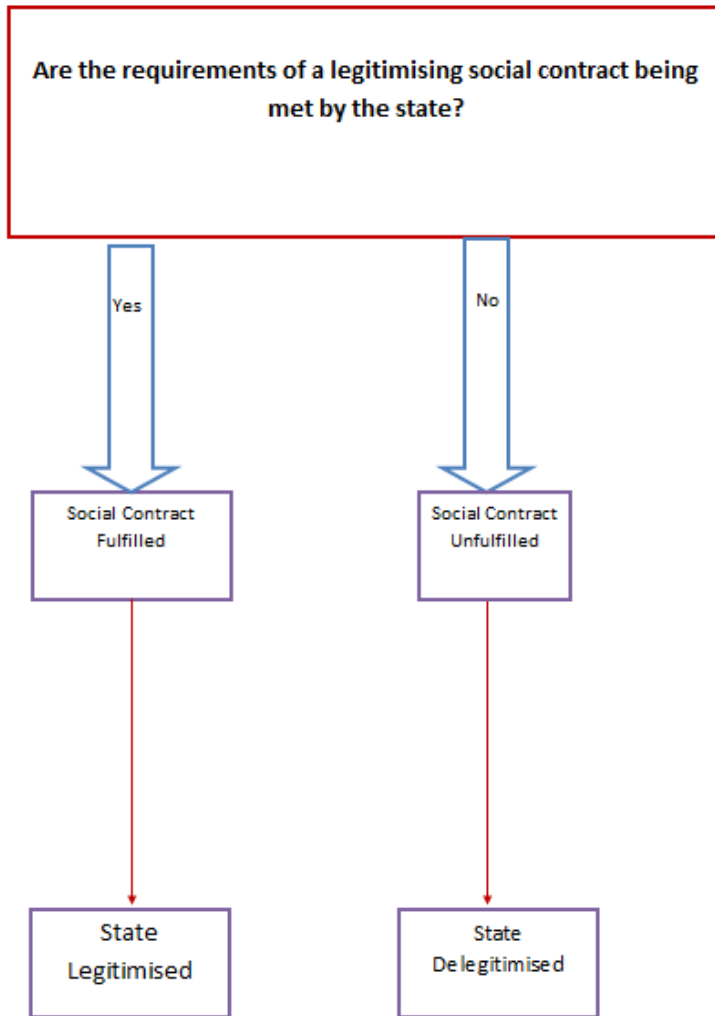 Are the requirements of a legitimising social contract being
met by the state?
Yes
No
Social Contract
Fulfilled
Social Contract
Unfulfilled
State
Legitimised
State
Delegitimised